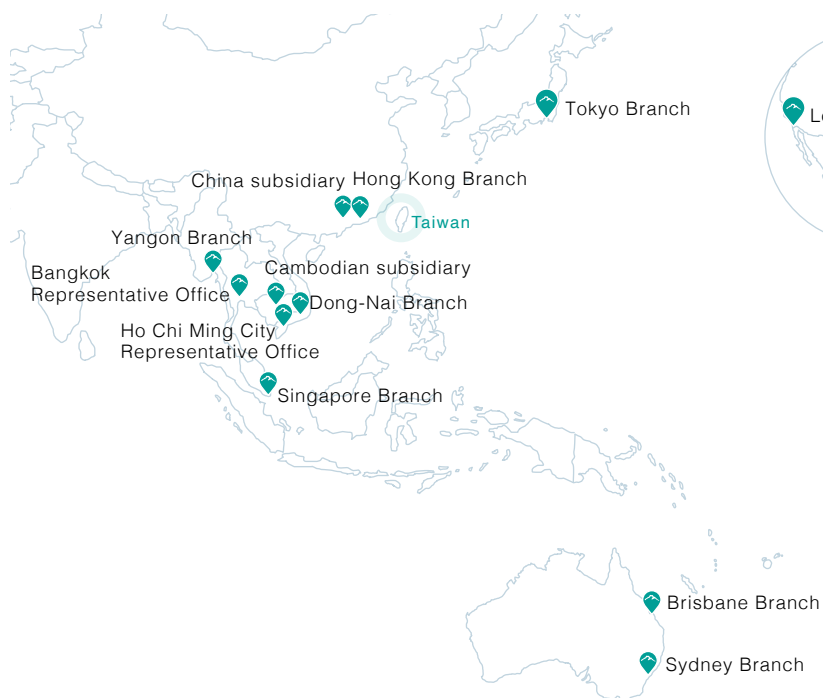 Tokyo Branch
China subsidiary
Hong Kong Branch
Taiwan
Yangon Branch
Bangkok
Representative Office
Cambodian subsidiary
Dong-Nai Branch
Ho Chi Ming City
Representative Office
Singapore Branch
Brisbane Branch
Sydney Branch